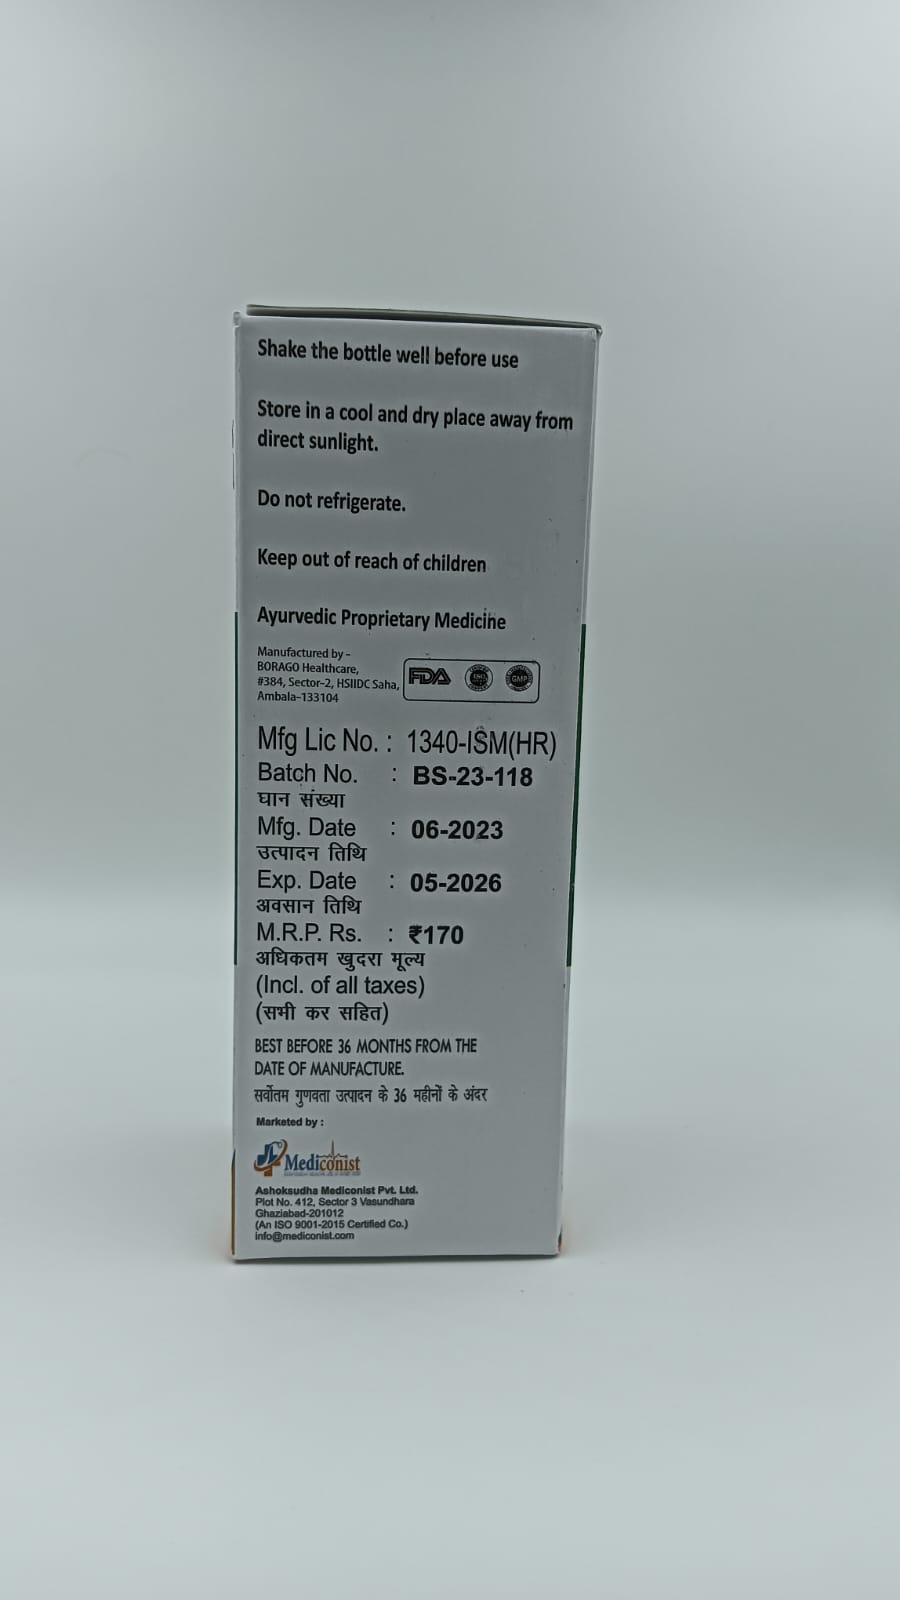 Shake the bottle well before use
Store in a cool and dry place away from
direct sunlight.
Do not refrigerate.
Keep out of reach of children
Ayurvedic Proprietary Medicine
Manufactured by -
BORAGO Healthcare,
#384, Sector-2, HSIIDC Saha,
Ambala-133104
FDA ISO GMP
Mfg Lic No. : 1340-ISM(HR)
Batch No. : BS-23-118
घान संख्या
Mfg. Date : 06-2023
उत्पादन तिथि
Exp. Date : 05-2026
अवसान तिथि
M.R.P. Rs. : ₹170
अधिकतम खुदरा मूल्य
(Incl. of all taxes)
(सभी कर सहित)
BEST BEFORE 36 MONTHS FROM THE
DATE OF MANUFACTURE.
सर्वोतम गुणवता उत्पादन के 36 महीनों के अंदर
Marketed by :
Mediconist
Ashoksudha Mediconist Pvt. Ltd.
Plot No. 412, Sector 3 Vasundhara
Ghaziabad-201012
(An ISO 9001-2015 Certified Co.)
info@mediconist.com